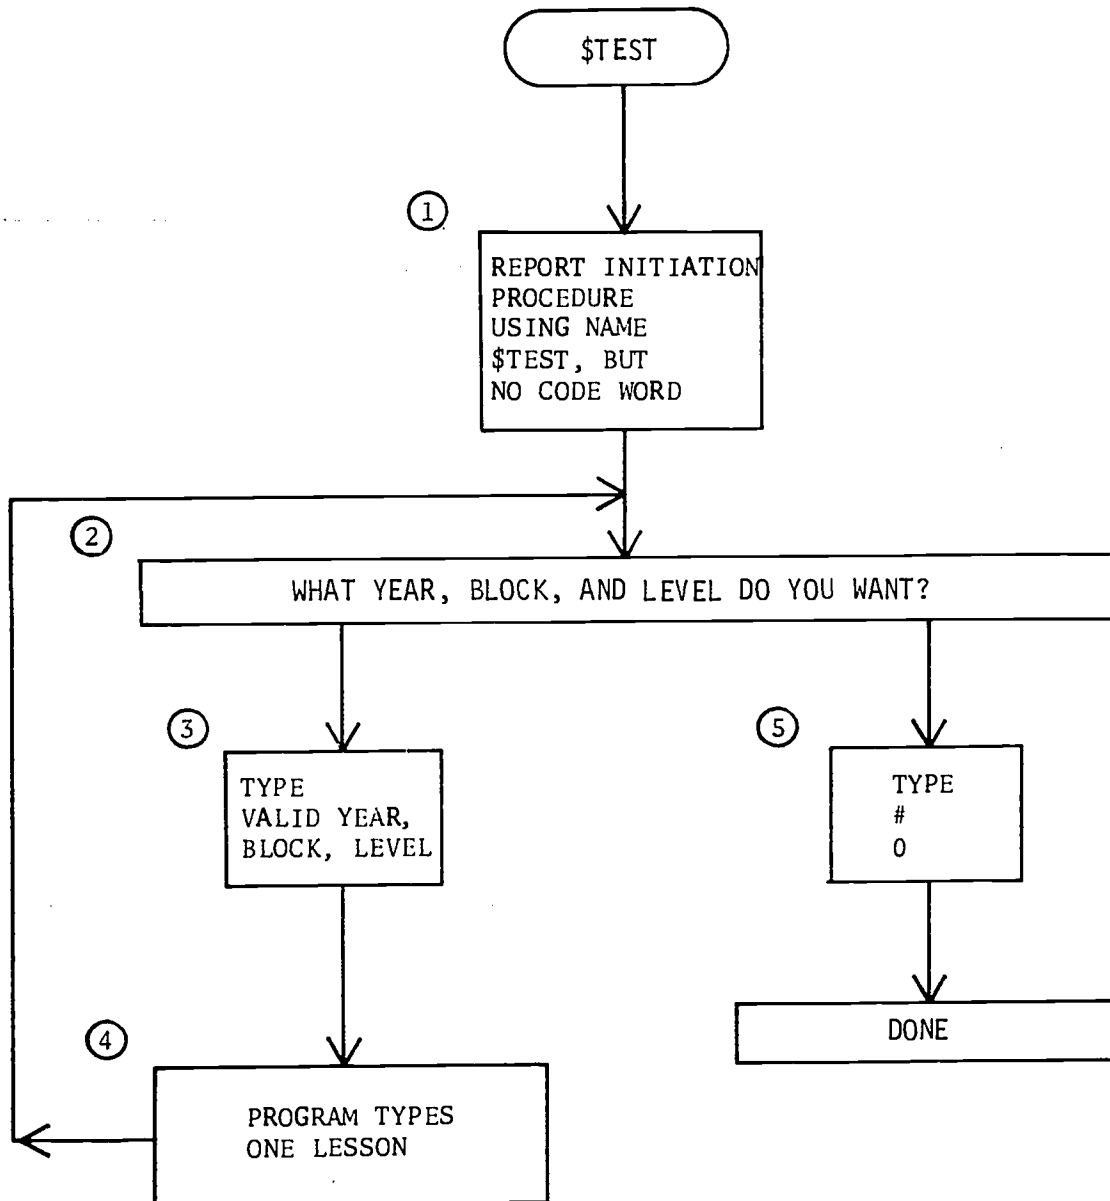 $TEST
1
REPORT INITIATION
PROCEDURE
USING NAME
$TEST, BUT
NO CODE WORD
2
WHAT YEAR, BLOCK, AND LEVEL DO YOU WANT?
3
TYPE
VALID YEAR,
BLOCK, LEVEL
5
TYPE
#
0
4
PROGRAM TYPES
ONE LESSON
DONE